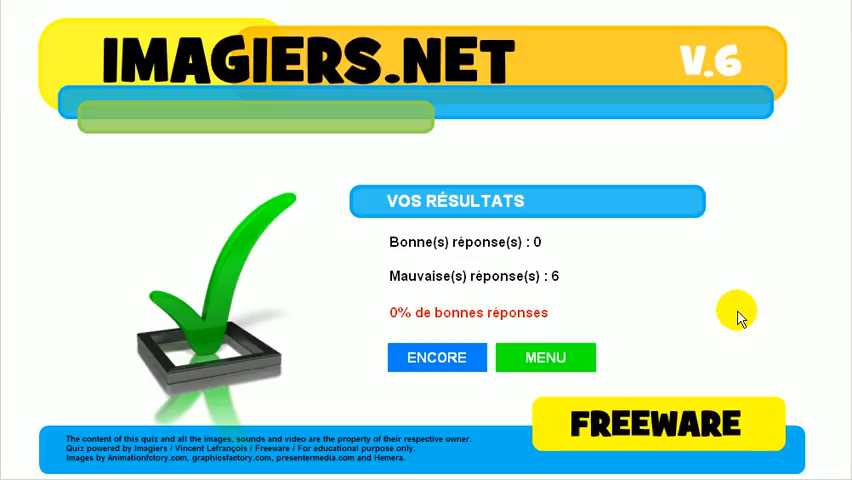 IMAGIERS.NET
V.6
VOS RÉSULTATS
Bonne(s) réponse(s) : 0
Mauvaise(s) réponse(s) : 6
0% de bonnes réponses
ENCORE
MENU
FREEWARE
The content of this quiz and all the images, sounds and video are the property of their respective owner.
Quiz powered by Imagiers / Vincent Lefrançois / Freeware / For educational purpose only.
Images by Animationfctory.com, graphicsfactory.com, presentermedia.com and Hemera.